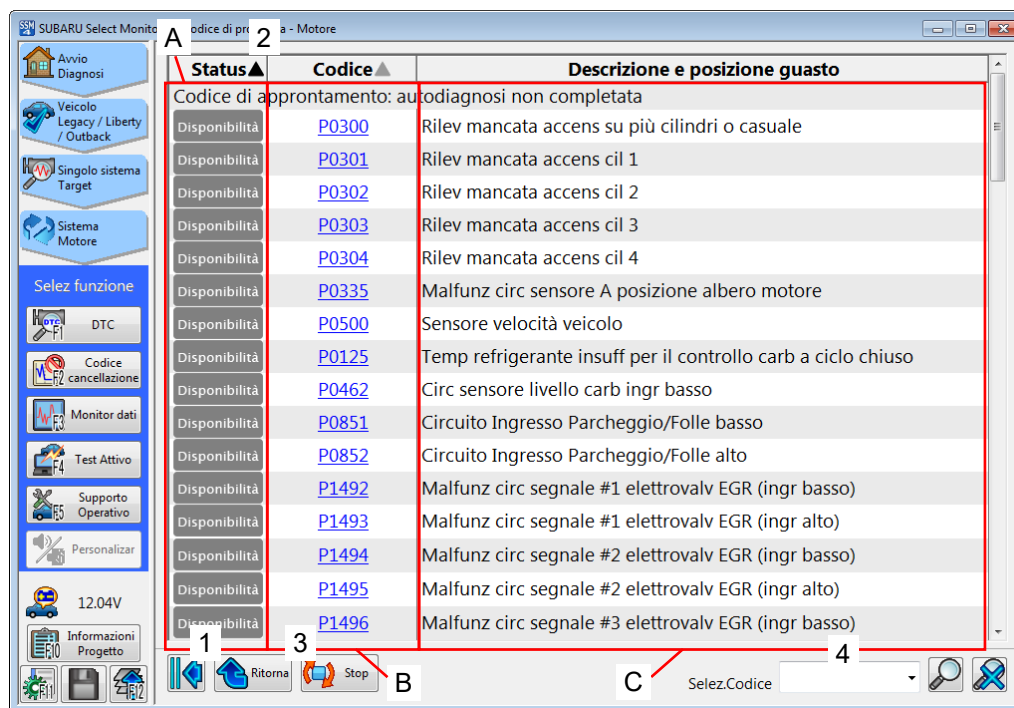 SUBARU Select Monito
odice di pro
a - Motore
A
2
Avvio
Diagnosi
Veicolo
Legacy / Liberty
/ Outback
Singolo sistema
Target
Sistema
Motore
Selez funzione
DTC
F1
Codice
cancellazione
F2
Monitor dati
F3
Test Attivo
F4
Supporto
Operativo
F5
Personalizar
12.04V
Informazioni
Progetto
F10
F11
F12
Status▲ Codice▲ Descrizione e posizione guasto
Codice di approntamento: autodiagnosi non completata
Disponibilità P0300 Rilev mancata accens su più cilindri o casuale
Disponibilità P0301 Rilev mancata accens cil 1
Disponibilità P0302 Rilev mancata accens cil 2
Disponibilità P0303 Rilev mancata accens cil 3
Disponibilità P0304 Rilev mancata accens cil 4
Disponibilità P0335 Malfunz circ sensore A posizione albero motore
Disponibilità P0500 Sensore velocità veicolo
Disponibilità P0125 Temp refrigerante insuff per il controllo carb a ciclo chiuso
Disponibilità P0462 Circ sensore livello carb ingr basso
Disponibilità P0851 Circuito Ingresso Parcheggio/Folle basso
Disponibilità P0852 Circuito Ingresso Parcheggio/Folle alto
Disponibilità P1492 Malfunz circ segnale #1 elettrovalv EGR (ingr basso)
Disponibilità P1493 Malfunz circ segnale #1 elettrovalv EGR (ingr alto)
Disponibilità P1494 Malfunz circ segnale #2 elettrovalv EGR (ingr basso)
Disponibilità P1495 Malfunz circ segnale #2 elettrovalv EGR (ingr alto)
Disponibilità P1496 Malfunz circ segnale #3 elettrovalv EGR (ingr basso)
1
3
4
Ritorna
Stop
B
C
Selez.Codice